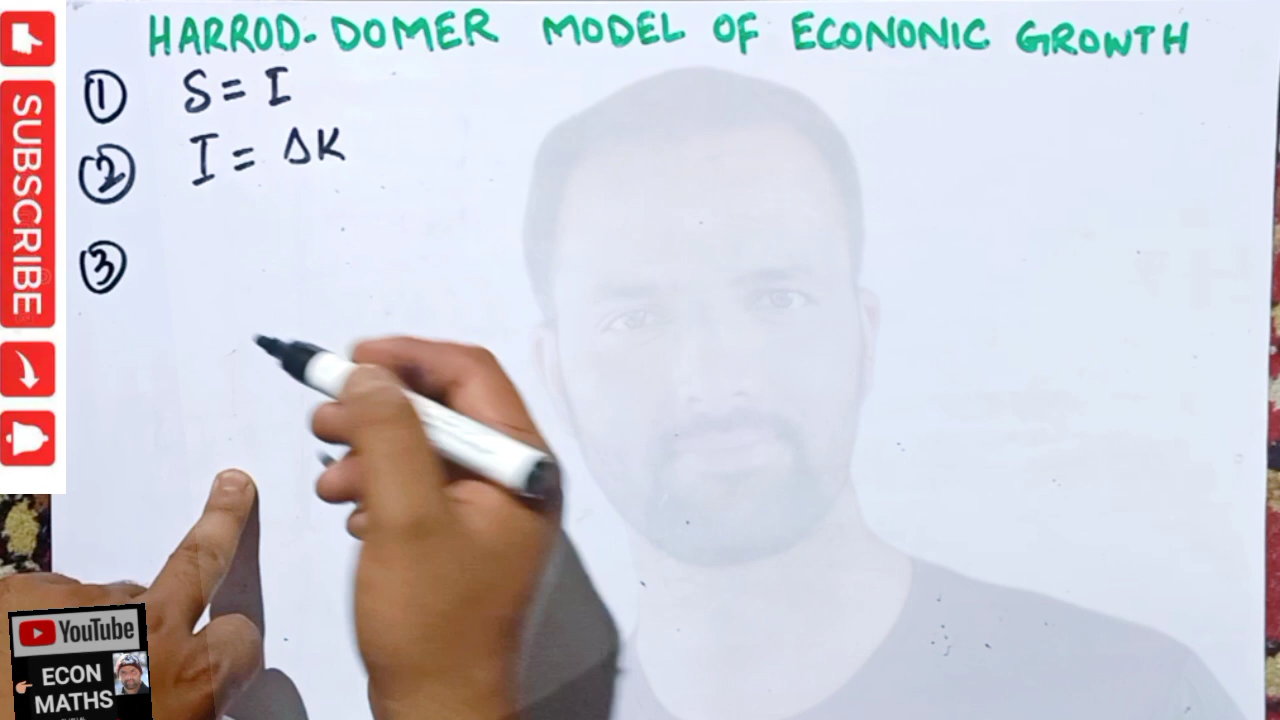 HARROD-DOMER MODEL OF ECONONIC GROWTH
① S = I
② I = ΔK
③
SUBSCRIBE
YouTube
ECON
MATHS